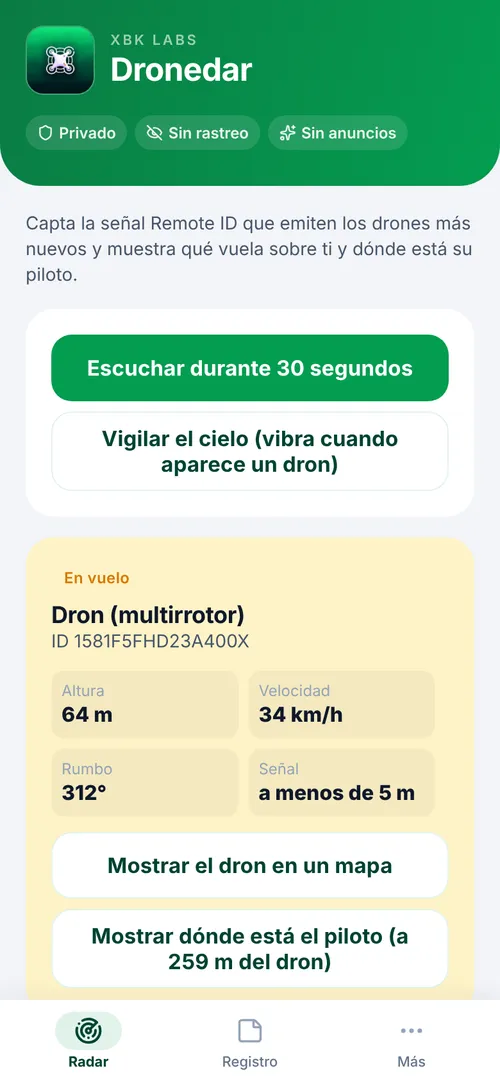 XBK LABS
Dronedar
Privado
Sin rastreo
Sin anuncios
Capta la señal Remote ID que emiten los drones más
nuevos y muestra qué vuela sobre ti y dónde está su
piloto.
Escuchar durante 30 segundos
Vigilar el cielo (vibra cuando
aparece un dron)
En vuelo
Dron (multirrotor)
ID 1581F5FHD23A400X
Altura
64 m
Velocidad
34 km/h
Rumbo
312°
Señal
a menos de 5 m
Mostrar el dron en un mapa
Mostrar dónde está el piloto (a
259 m del dron)
Radar
Registro
Más